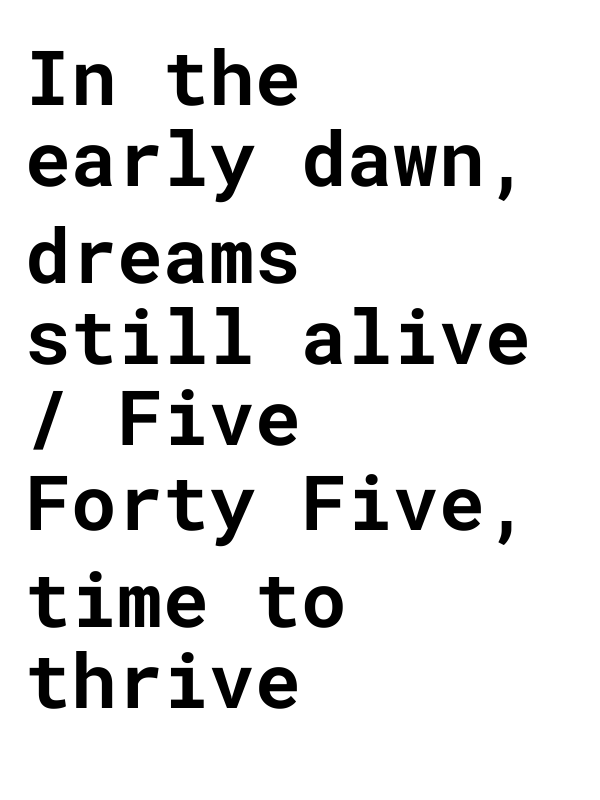 In the
early dawn,
dreams
still alive
/ Five
Forty Five,
time to
thrive